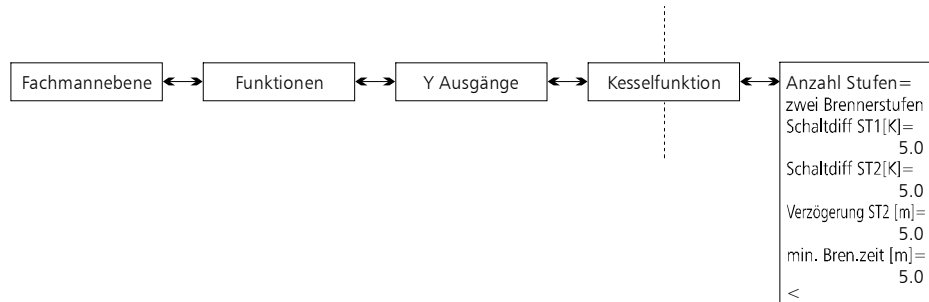 Fachmannebene
Funktionen
Y Ausgänge
Kesselfunktion
Anzahl Stufen=
zwei Brennerstufen
Schaltdiff ST1[K]=
5.0
Schaltdiff ST2[K]=
5.0
Verzögerung ST2 [m]=
5.0
min. Bren.zeit [m]=
5.0
<